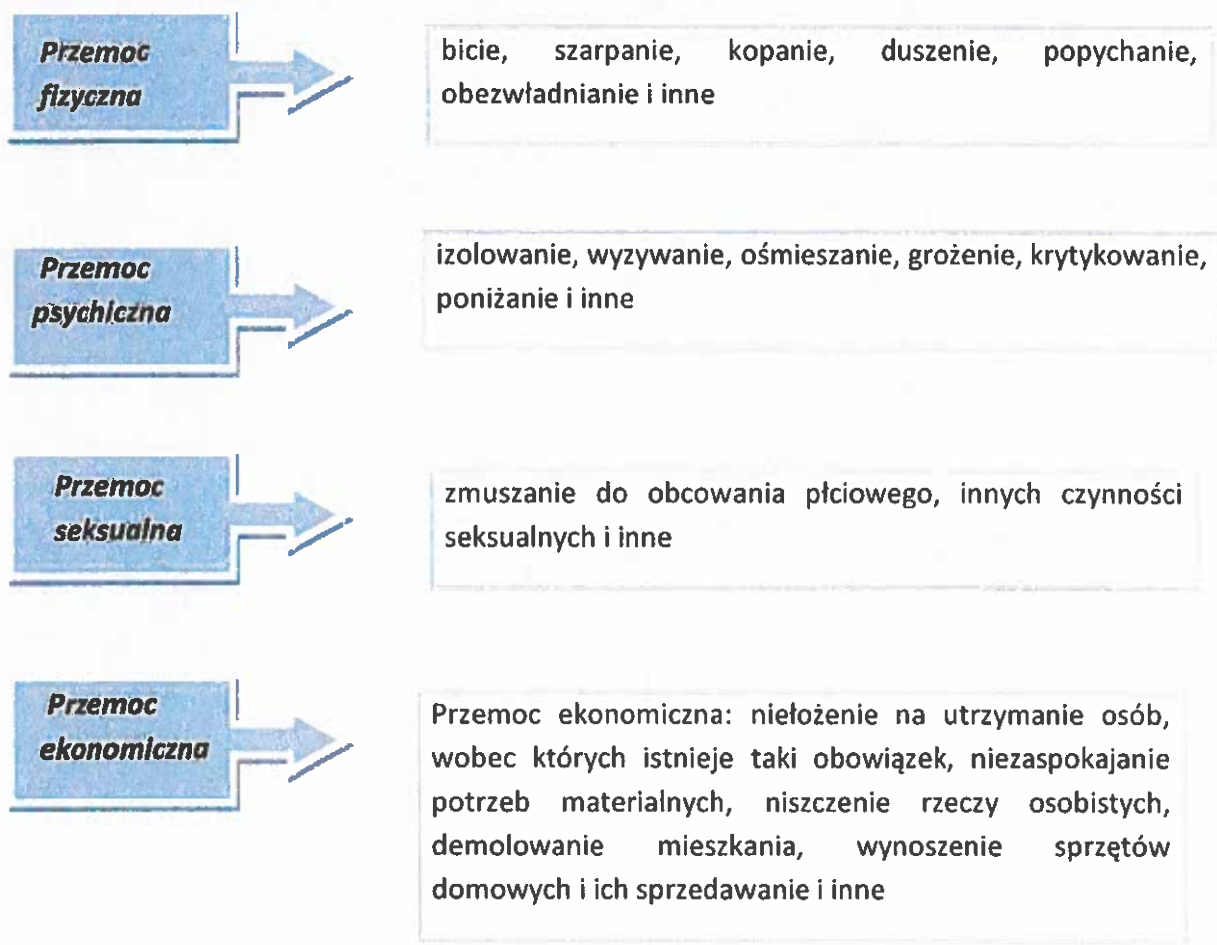 Przemoc
fizyczna
bicie, szarpanie, kopanie, duszenie, popychanie,
obezwładnianie i inne
Przemoc
psychiczna
izolowanie, wyzywanie, ośmieszanie, grożenie, krytykowanie,
poniżanie i inne
Przemoc
seksualna
zmuszanie do obcowania płciowego, innych czynności
seksualnych i inne
Przemoc
ekonomiczna
Przemoc ekonomiczna: niełożenie na utrzymanie osób,
wobec których istnieje taki obowiązek, niezaspokajanie
potrzeb materialnych, niszczenie rzeczy osobistych,
demolowanie mieszkania, wynoszenie sprzętów
domowych i ich sprzedawanie i inne